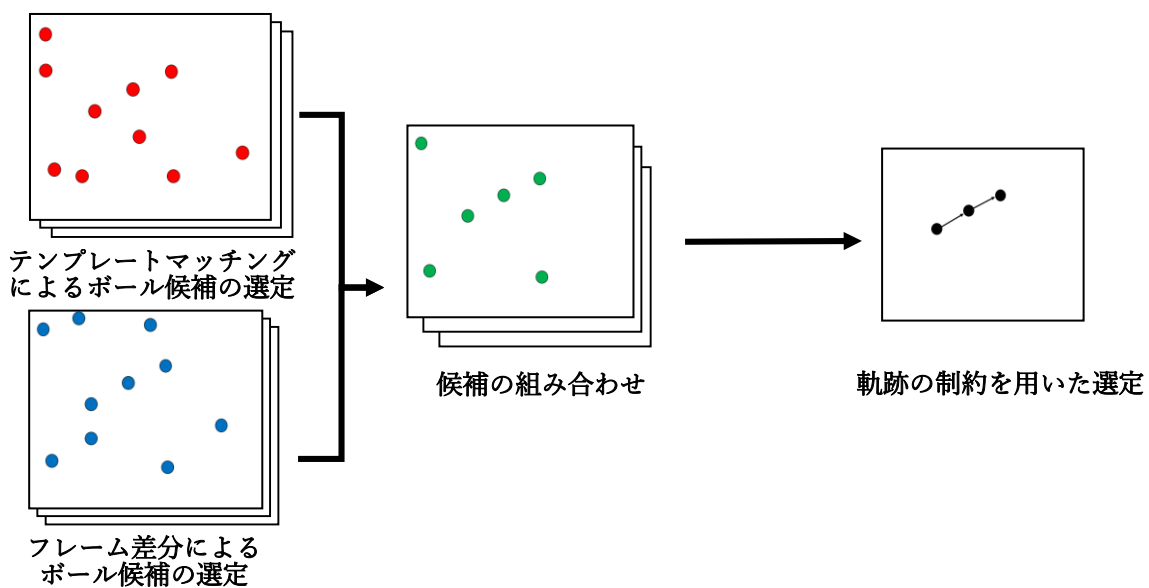 テンプレートマッチング
によるボール候補の選定
フレーム差分による
ボール候補の選定
候補の組み合わせ
軌跡の制約を用いた選定